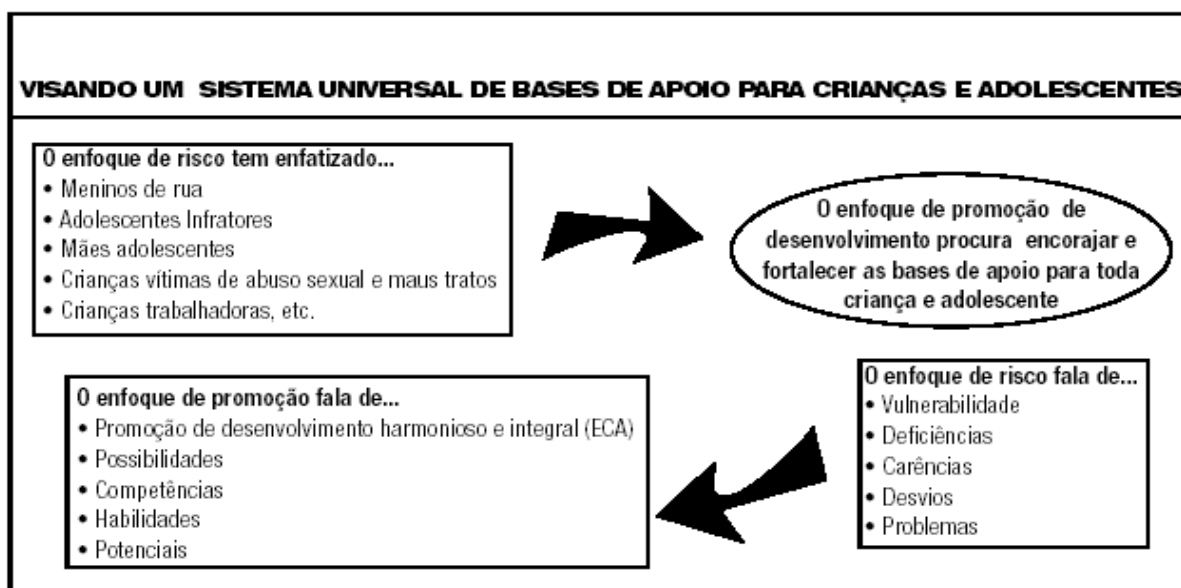 VISANDO UM SISTEMA UNIVERSAL DE BASES DE APOIO PARA CRIANÇAS E ADOLESCENTES
O enfoque de risco tem enfatizado...
• Meninos de rua
• Adolescentes Infratores
• Mães adolescentes
• Crianças vítimas de abuso sexual e maus tratos
• Crianças trabalhadoras, etc.
O enfoque de promoção de
desenvolvimento procura encorajar e
fortalecer as bases de apoio para toda
criança e adolescente
O enfoque de promoção fala de...
• Promoção de desenvolvimento harmonioso e integral (ECA)
• Possibilidades
• Competências
• Habilidades
• Potenciais
O enfoque de risco fala de...
• Vulnerabilidade
• Deficiências
• Carências
• Desvios
• Problemas